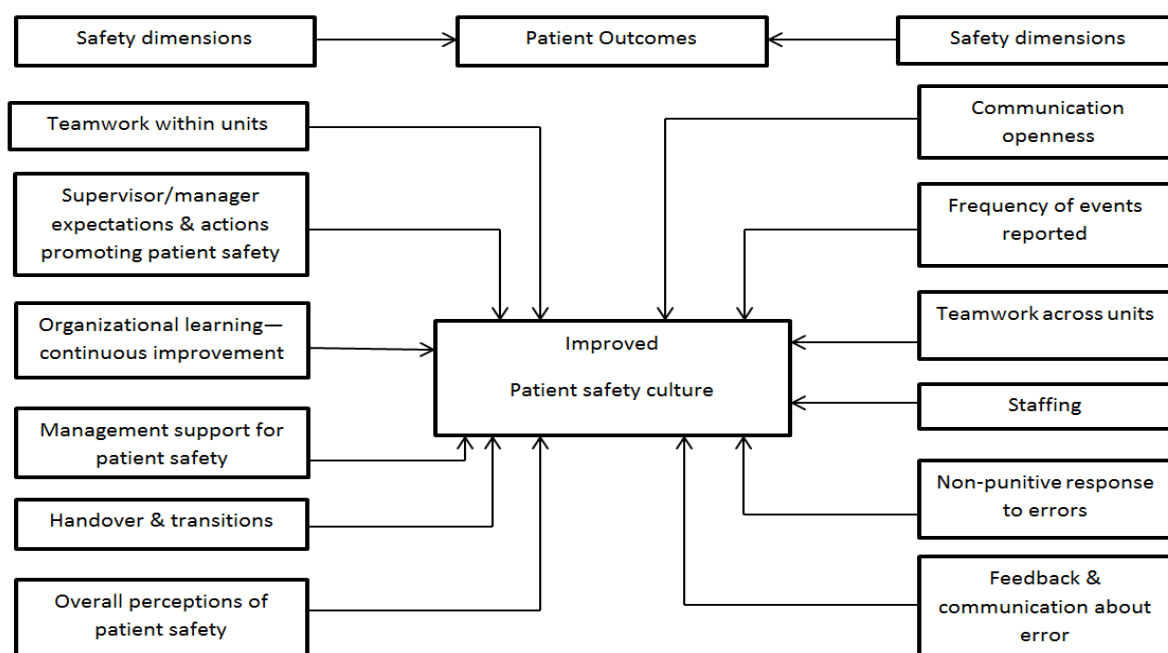 Safety dimensions
Patient Outcomes
Safety dimensions
Teamwork within units
Supervisor/manager
expectations & actions
promoting patient safety
Organizational learning—
continuous improvement
Management support for
patient safety
Handover & transitions
Overall perceptions of
patient safety
Improved
Patient safety culture
Communication
openness
Frequency of events
reported
Teamwork across units
Staffing
Non-punitive response
to errors
Feedback &
communication about
error